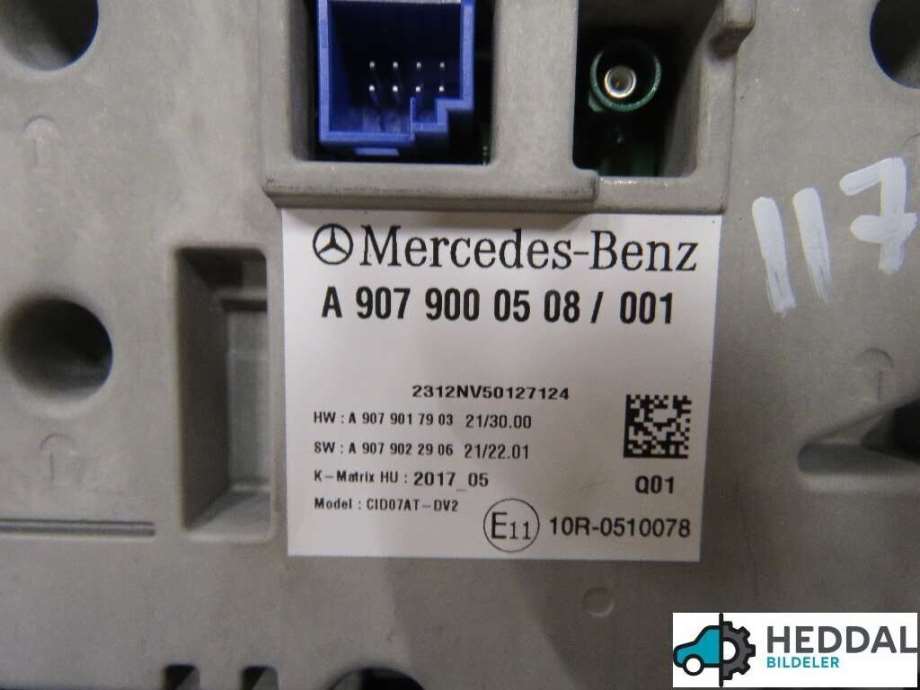 117
Mercedes-Benz
A 907 900 05 08 / 001
2312NV50127124
HW : A 907 901 79 03 21/30.00
SW : A 907 902 29 06 21/22.01
K-Matrix HU : 2017_05
Q01
Model : CID07AT-DV2
E11 10R-0510078
HEDDAL
BILDELER